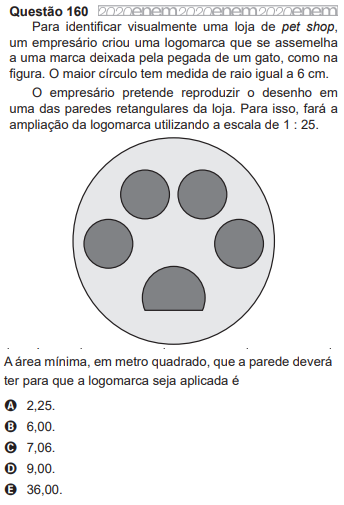 Questão 160 2020enem2020enem2020enem
Para identificar visualmente uma loja de pet shop,
um empresário criou uma logomarca que se assemelha
a uma marca deixada pela pegada de um gato, como na
figura. O maior círculo tem medida de raio igual a 6 cm.
O empresário pretende reproduzir o desenho em
uma das paredes retangulares da loja. Para isso, fará a
ampliação da logomarca utilizando a escala de 1 : 25.
A área mínima, em metro quadrado, que a parede deverá
ter para que a logomarca seja aplicada é
A 2,25.
B 6,00.
C 7,06.
D 9,00.
E 36,00.